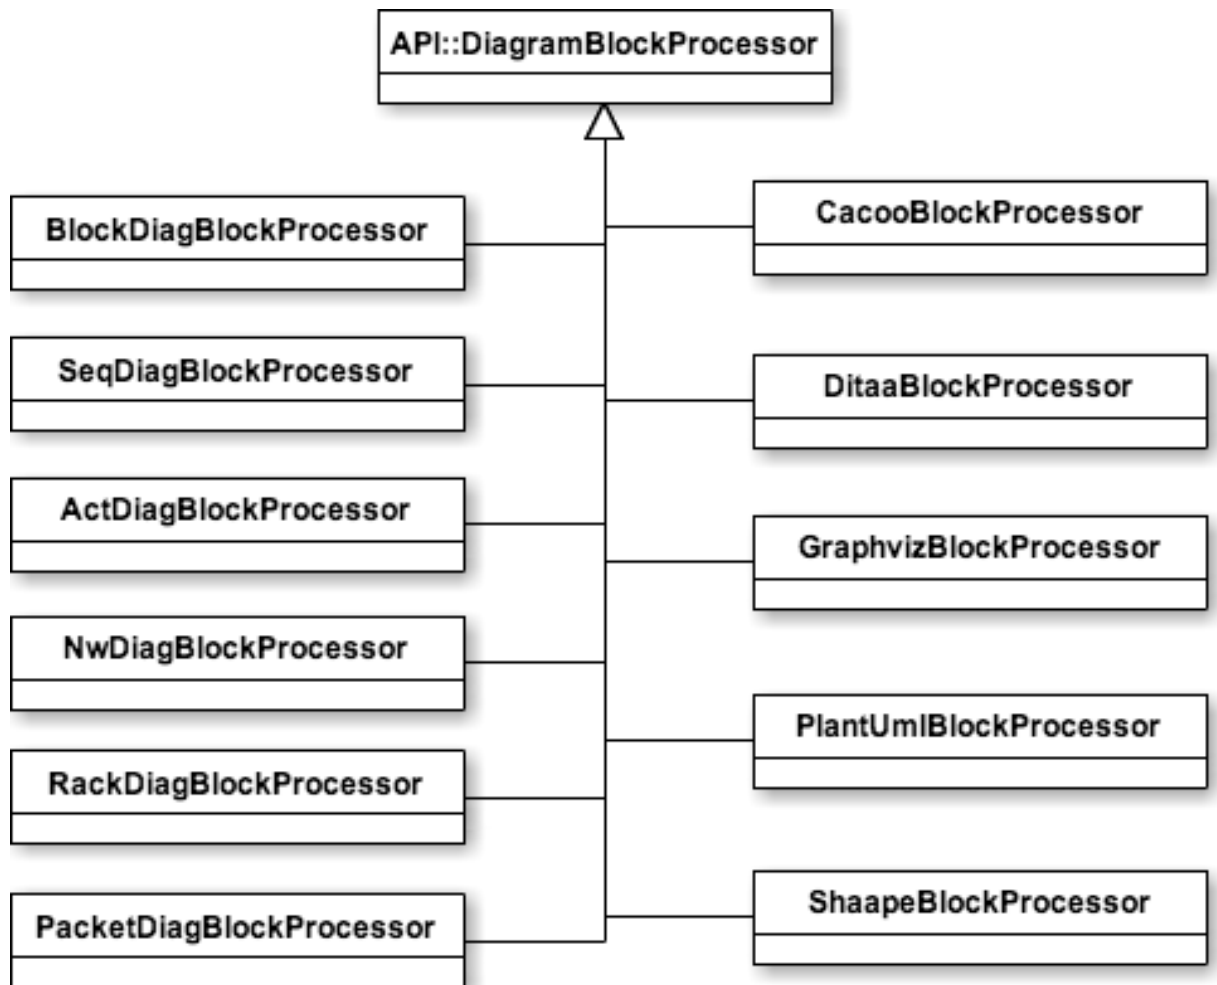 API::DiagramBlockProcessor
BlockDiagBlockProcessor
SeqDiagBlockProcessor
ActDiagBlockProcessor
NwDiagBlockProcessor
RackDiagBlockProcessor
PacketDiagBlockProcessor
CacooBlockProcessor
DitaaBlockProcessor
GraphvizBlockProcessor
PlantUmlBlockProcessor
ShaapeBlockProcessor